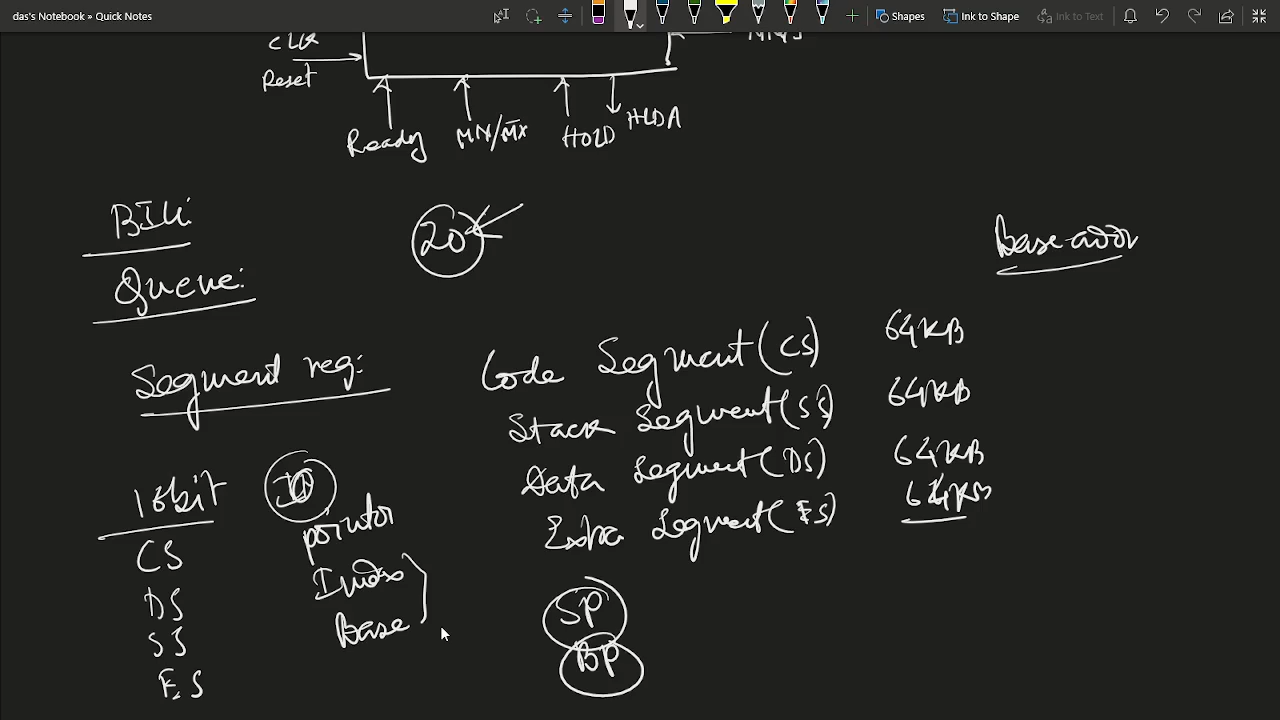 das's Notebook » Quick Notes
Shapes Ink to Shape Ink to Text
CLK
Reset
Ready MN/M̅X̅ HOLD HLDA
BIU:
Queue:
20
Base addr
Segment reg:
Code Segment (CS) 64KB
Stack Segment (SS) 64KB
Data Segment (DS) 64KB
Extra Segment (ES) 64KB
16bit
CS
DS
SS
ES
pointer
Index
Base
SP
BP